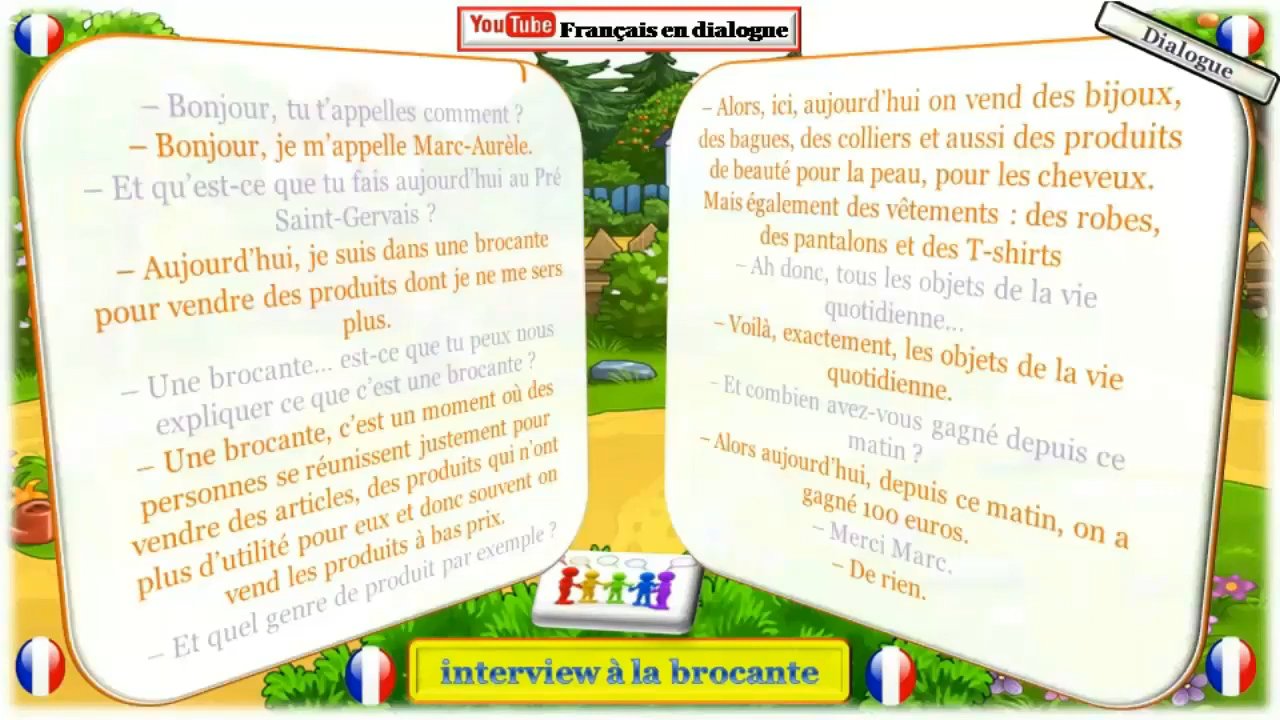 YouTube Français en dialogue
Dialogue
– Bonjour, tu t'appelles comment ?
– Bonjour, je m'appelle Marc-Aurèle.
– Et qu'est-ce que tu fais aujourd'hui au Pré
Saint-Gervais ?
– Aujourd'hui, je suis dans une brocante
pour vendre des produits dont je ne me sers
plus.
– Une brocante... est-ce que tu peux nous
expliquer ce que c'est une brocante ?
– Une brocante, c'est un moment où des
personnes se réunissent justement pour
vendre des articles, des produits qui n'ont
plus d'utilité pour eux et donc souvent on
vend les produits à bas prix.
– Et quel genre de produit par exemple ?
– Alors, ici, aujourd'hui on vend des bijoux,
des bagues, des colliers et aussi des produits
de beauté pour la peau, pour les cheveux.
Mais également des vêtements : des robes,
des pantalons et des T-shirts
– Ah donc, tous les objets de la vie
quotidienne...
– Voilà, exactement, les objets de la vie
quotidienne.
– Et combien avez-vous gagné depuis ce
matin ?
– Alors aujourd'hui, depuis ce matin, on a
gagné 100 euros.
– Merci Marc.
– De rien.
interview à la brocante